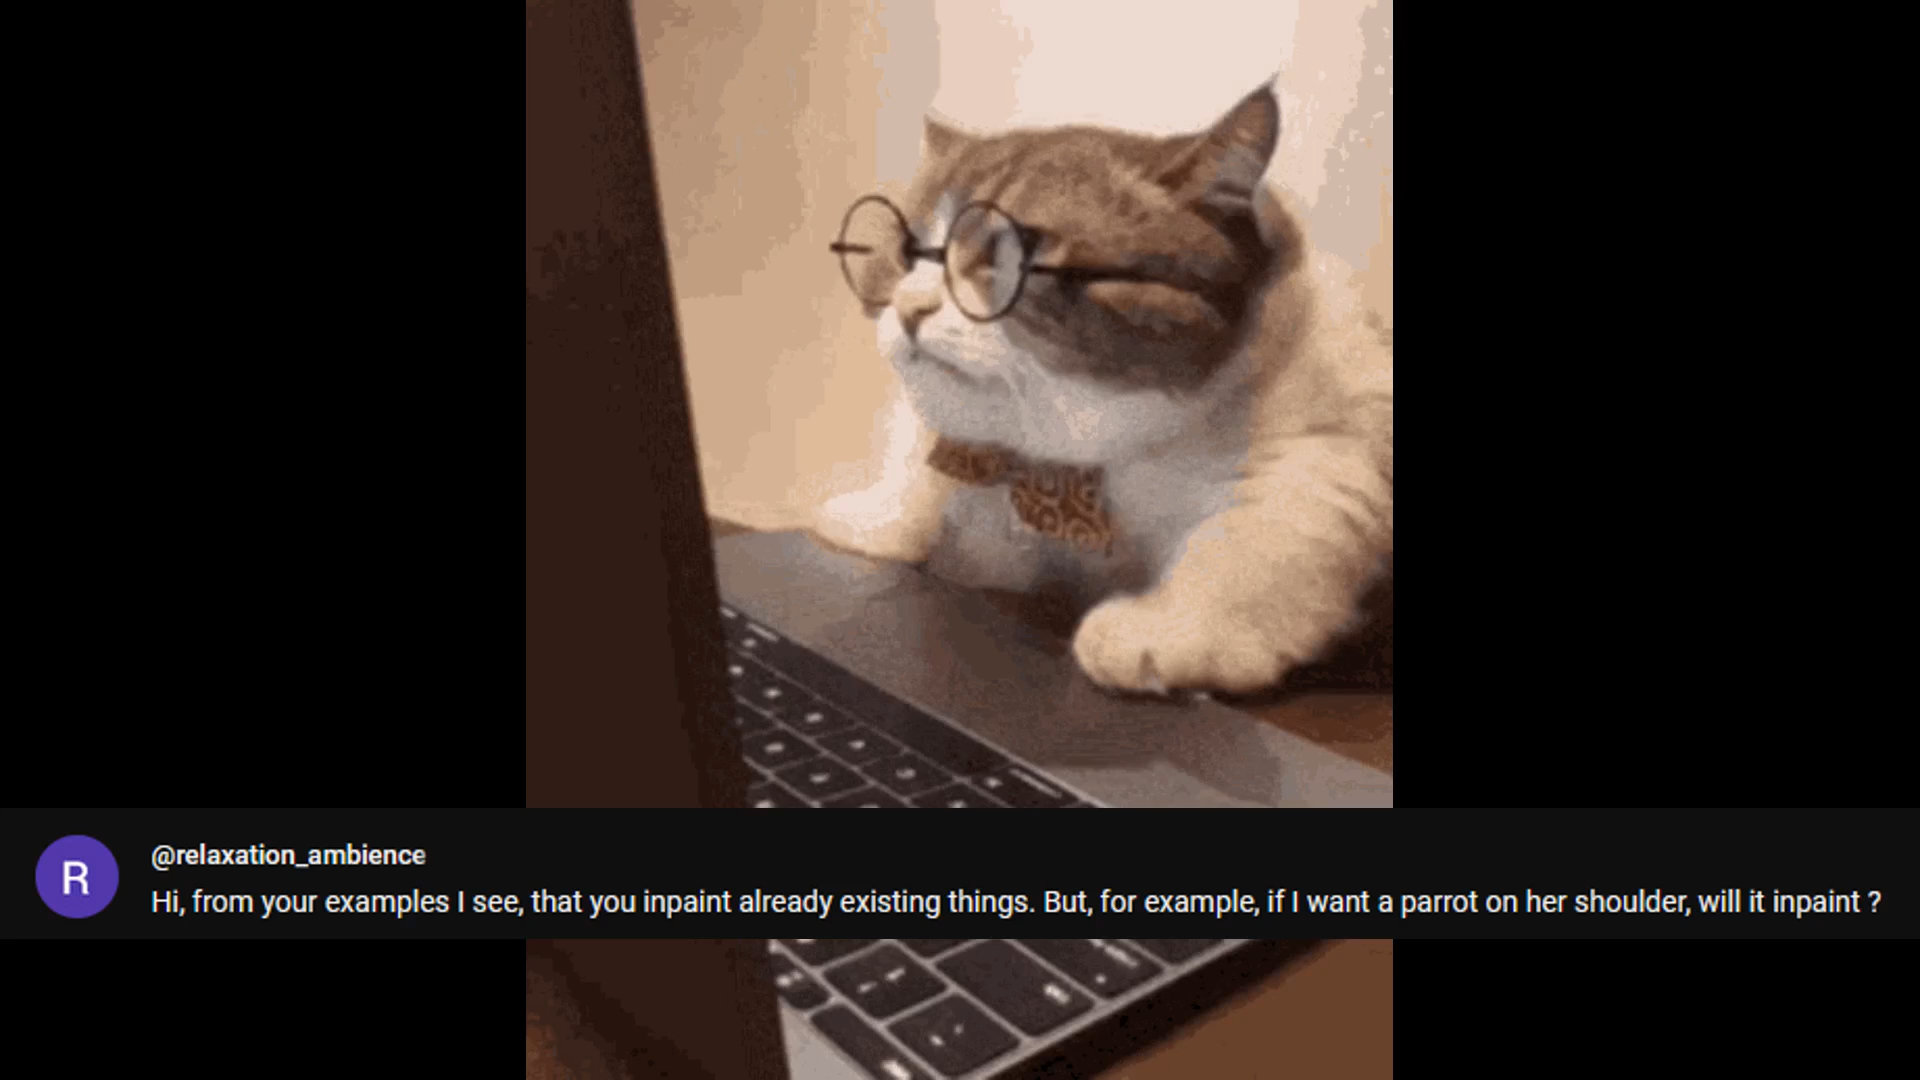 R
@relaxation_ambience
Hi, from your examples I see, that you inpaint already existing things. But, for example, if I want a parrot on her shoulder, will it inpaint ?